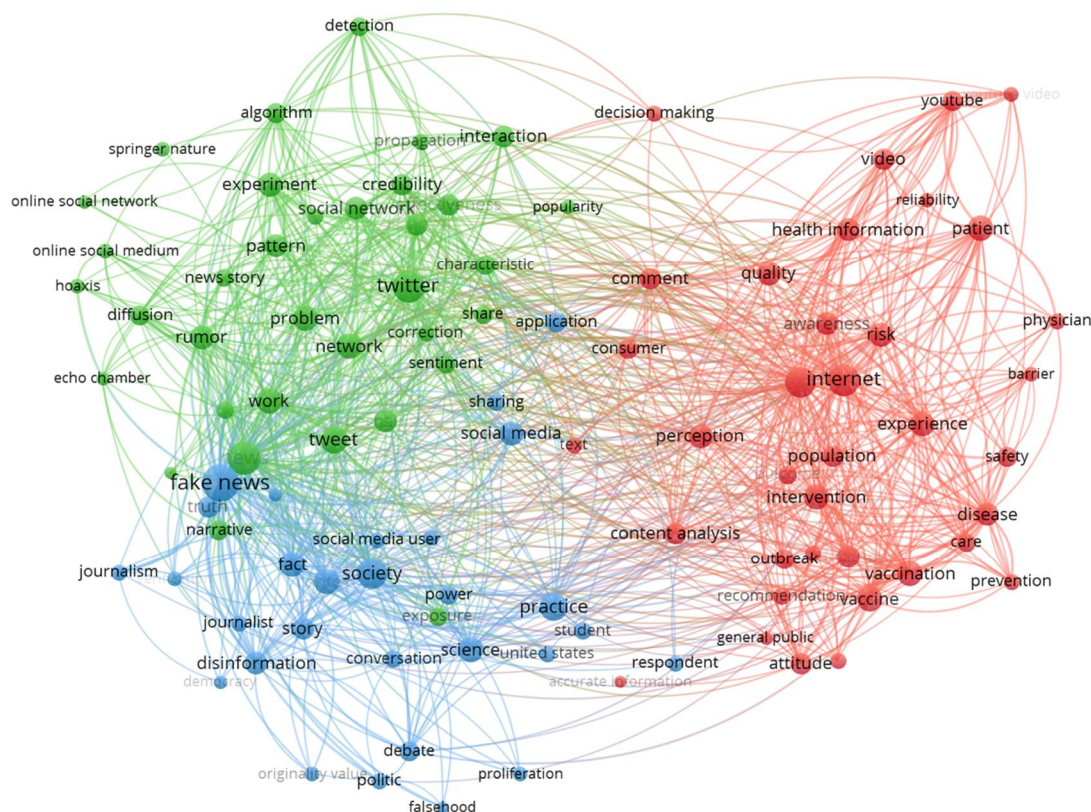 detection
algorithm
decision making
youtube
video
propagation
interaction
springer nature
video
experiment
credibility
online social network
social network
popularity
reliability
health information
patient
pattern
online social medium
news story
characteristic
comment
quality
hoaxis
twitter
diffusion
problem
share
application
awareness
physician
rumor
network
correction
consumer
risk
sentiment
echo chamber
internet
barrier
work
sharing
tweet
social media
text
perception
experience
population
safety
fake news
truth
intervention
narrative
social media user
content analysis
disease
care
journalism
fact
society
outbreak
vaccination
prevention
power
exposure
practice
recommendation
vaccine
journalist
story
student
general public
disinformation
conversation
science
united states
respondent
attitude
democracy
accurate information
debate
originality value
politic
proliferation
falsehood